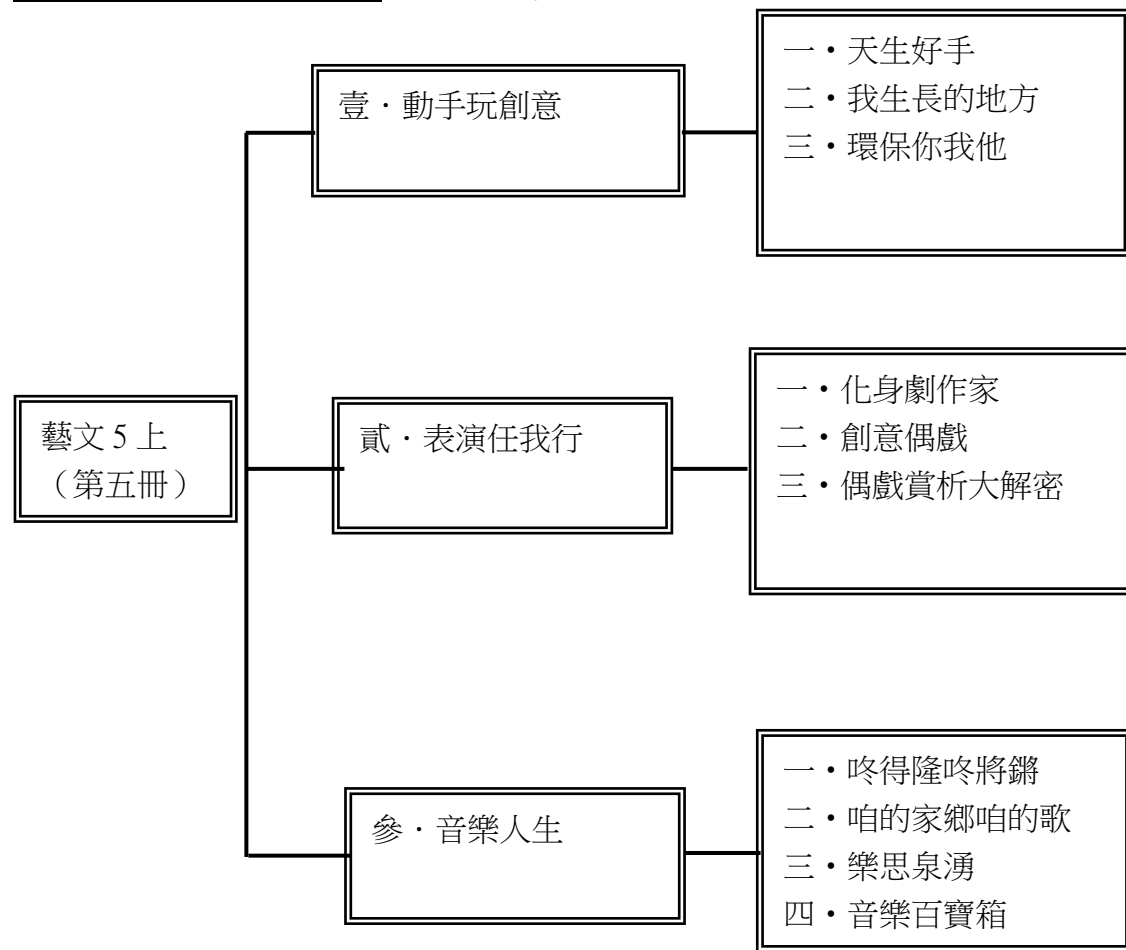 藝文 5 上
（第五冊）
壹．動手玩創意
一・天生好手
二・我生長的地方
三・環保你我他
貳．表演任我行
一・化身劇作家
二・創意偶戲
三・偶戲賞析大解密
參．音樂人生
一・咚得隆咚將鏘
二・咱的家鄉咱的歌
三・樂思泉湧
四・音樂百寶箱